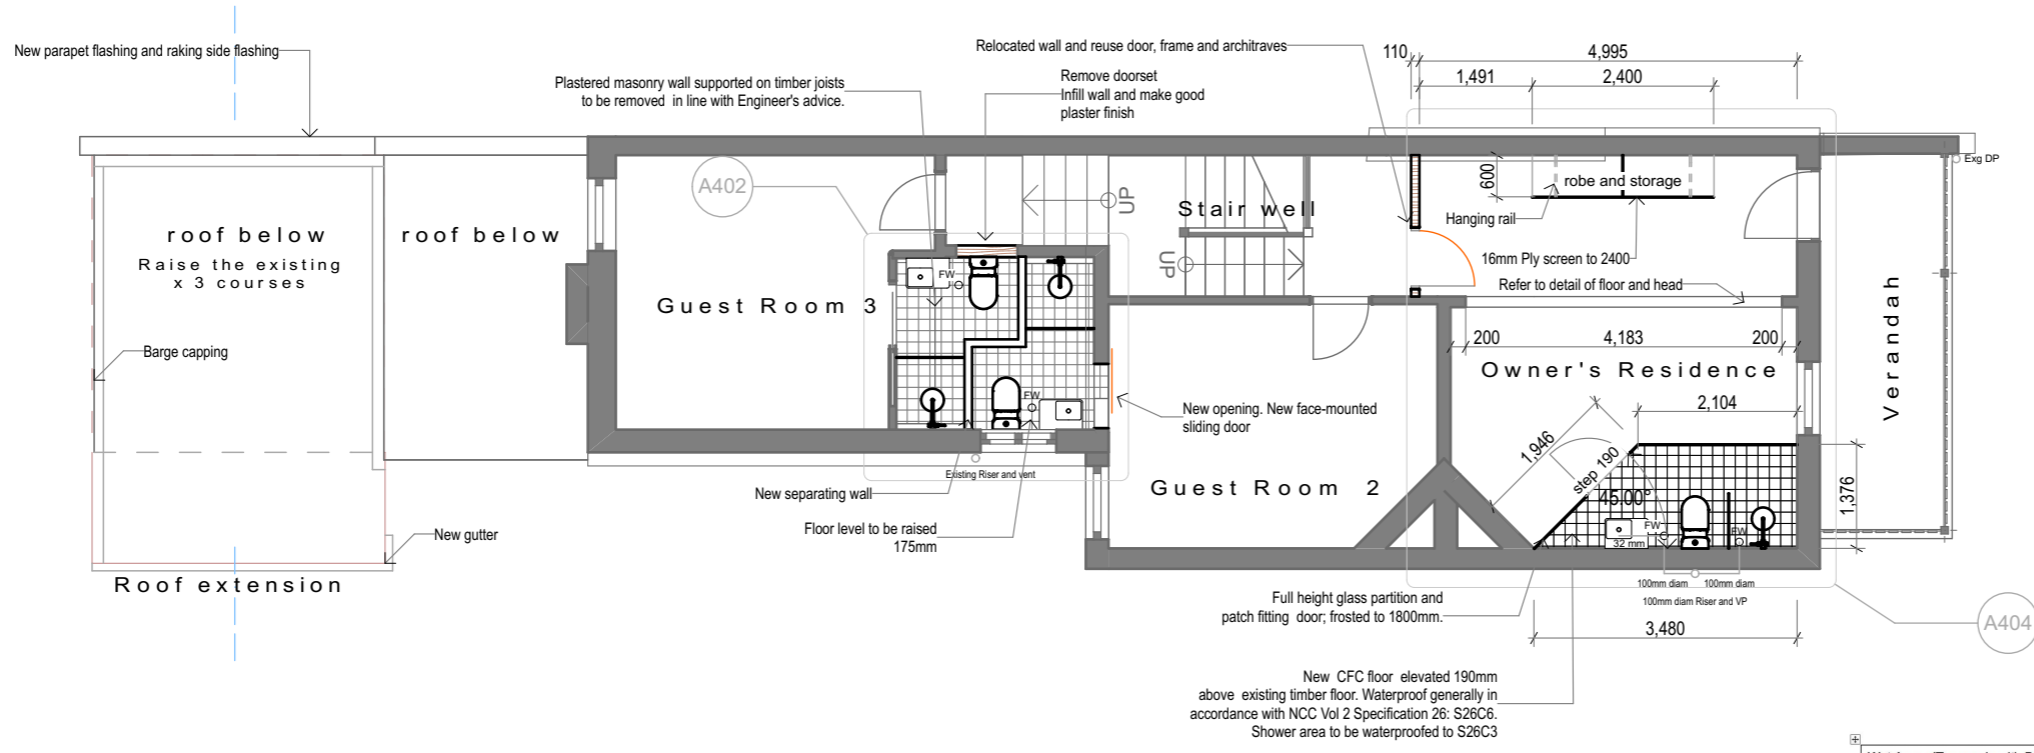 New parapet flashing and raking side flashing
Plastered masonry wall supported on timber joists
to be removed in line with Engineer's advice.
Remove doorset
Infill wall and make good
plaster finish
Relocated wall and reuse door, frame and architraves
110
4,995
1,491
2,400
Exg DP
A402
UP
Stair well
UP
600
robe and storage
Hanging rail
16mm Ply screen to 2400
Refer to detail of floor and head
roof below
Raise the existing
x 3 courses
roof below
Guest Room 3
FW
Barge capping
200
4,183
200
Owner's Residence
Verandah
2,104
New opening. New face-mounted
sliding door
FW
1,946
step 190
45.00°
1,376
Existing Riser and vent
New separating wall
Guest Room 2
Floor level to be raised
175mm
New gutter
FW
FW
32 mm
Roof extension
100mm diam
100mm diam
100mm diam Riser and VP
Full height glass partition and
patch fitting door; frosted to 1800mm.
3,480
A404
New CFC floor elevated 190mm
above existing timber floor. Waterproof generally in
accordance with NCC Vol 2 Specification 26: S26C6.
Shower area to be waterproofed to S26C3